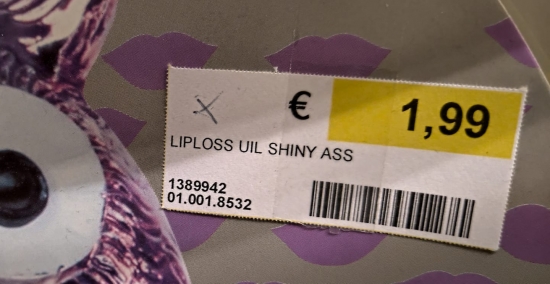 € 1,99
LIPLOSS UIL SHINY ASS
1389942
01.001.8532